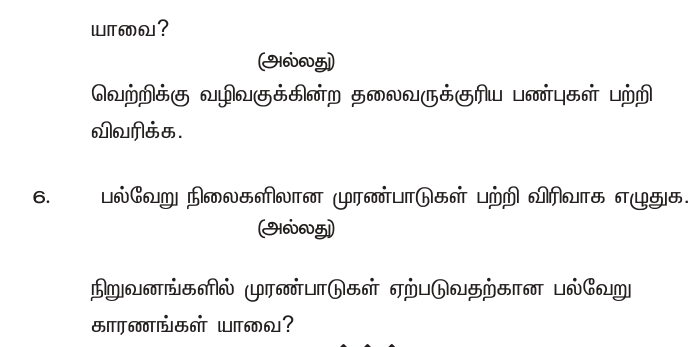 யாவை?
(அல்லது)
வெற்றிக்கு வழிவகுக்கின்ற தலைவருக்குரிய பண்புகள் பற்றி
விவரிக்க.
6. பல்வேறு நிலைகளிலான முரண்பாடுகள் பற்றி விரிவாக எழுதுக.
(அல்லது)
நிறுவனங்களில் முரண்பாடுகள் ஏற்படுவதற்கான பல்வேறு
காரணங்கள் யாவை?